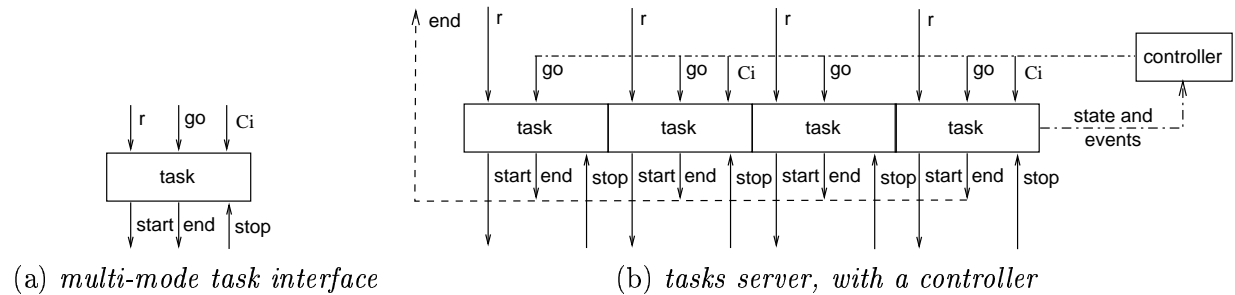 end
r r r r
controller
go go Ci go go Ci
r go Ci
task task task task
state and
events
task
start end stop start end stop start end stop start end stop
start end stop
(a) multi-mode task interface
(b) tasks server, with a controller